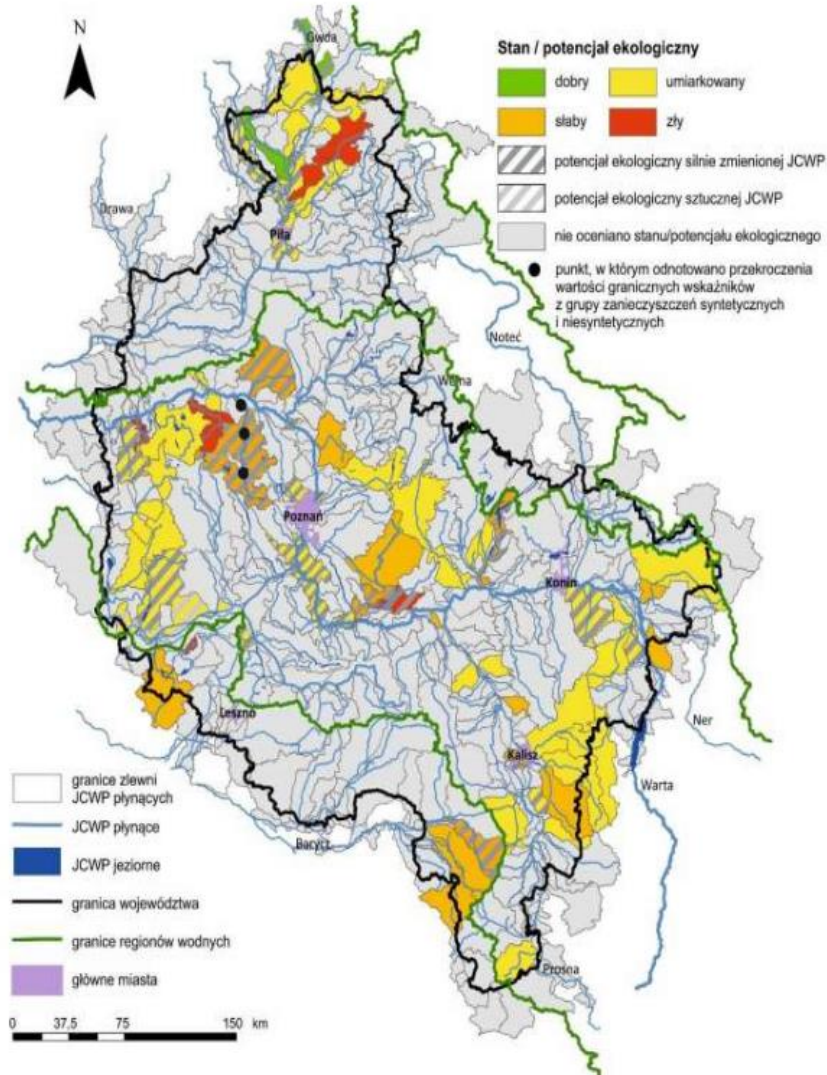 N
Gwda
Stan / potencjał ekologiczny
dobry
umiarkowany
słaby
zły
potencjał ekologiczny silnie zmienionej JCWP
potencjał ekologiczny sztucznej JCWP
nie oceniano stanu/potencjału ekologicznego
punkt, w którym odnotowano przekroczenia
wartości granicznych wskaźników
z grupy zanieczyszczeń syntetycznych
i niesyntetycznych
Drawa
Piła
Noteć
Wełna
Poznań
Konin
Leszno
Ner
Kalisz
Warta
Barycz
Prosna
granice zlewni
JCWP płynących
JCWP płynące
JCWP jeziorne
granica województwa
granice regionów wodnych
główne miasta
0 37,5 75 150 km